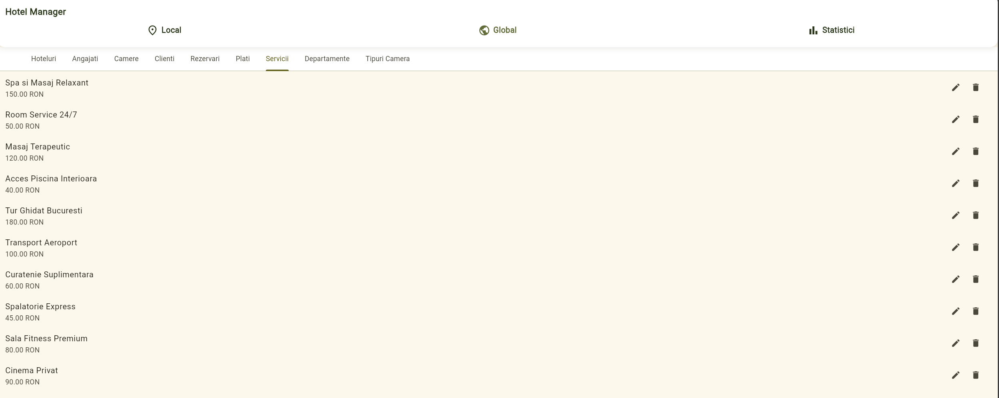 Hotel Manager
Local
Global
Statistici
Hoteluri Angajati Camere Clienti Rezervari Plati Servicii Departamente Tipuri Camera
Spa si Masaj Relaxant
150.00 RON
Room Service 24/7
50.00 RON
Masaj Terapeutic
120.00 RON
Acces Piscina Interioara
40.00 RON
Tur Ghidat Bucuresti
180.00 RON
Transport Aeroport
100.00 RON
Curatenie Suplimentara
60.00 RON
Spalatorie Express
45.00 RON
Sala Fitness Premium
80.00 RON
Cinema Privat
90.00 RON